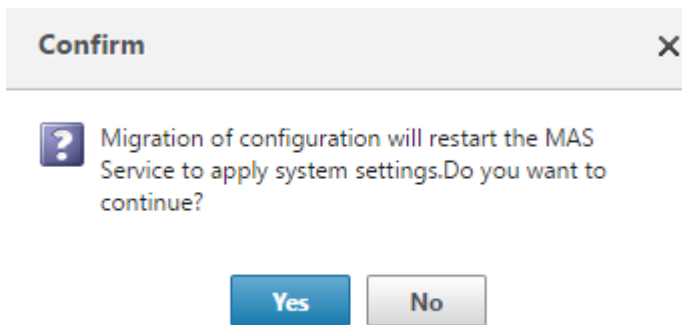 Confirm
Migration of configuration will restart the MAS
Service to apply system settings.Do you want to
continue?
Yes
No